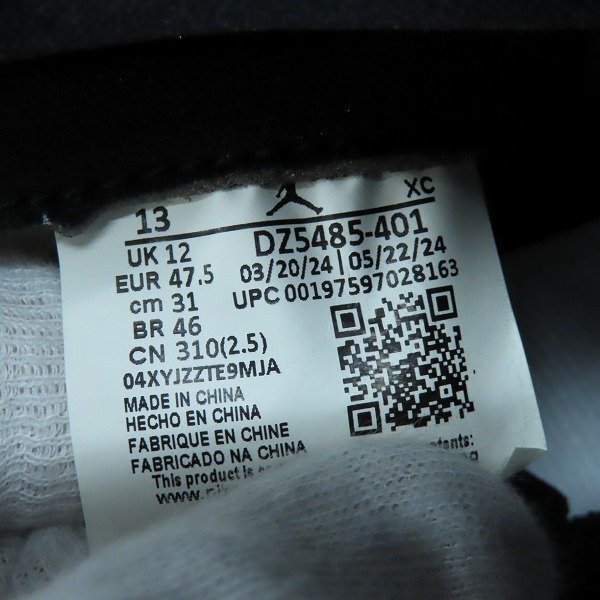 13
XC
UK 12
EUR 47.5
cm 31
BR 46
CN 310(2.5)
DZ5485-401
03/20/24 | 05/22/24
UPC 00197597028163
04XYJZZTE9MJA
MADE IN CHINA
HECHO EN CHINA
FABRIQUE EN CHINE
FABRICADO NA CHINA
This product is
www.